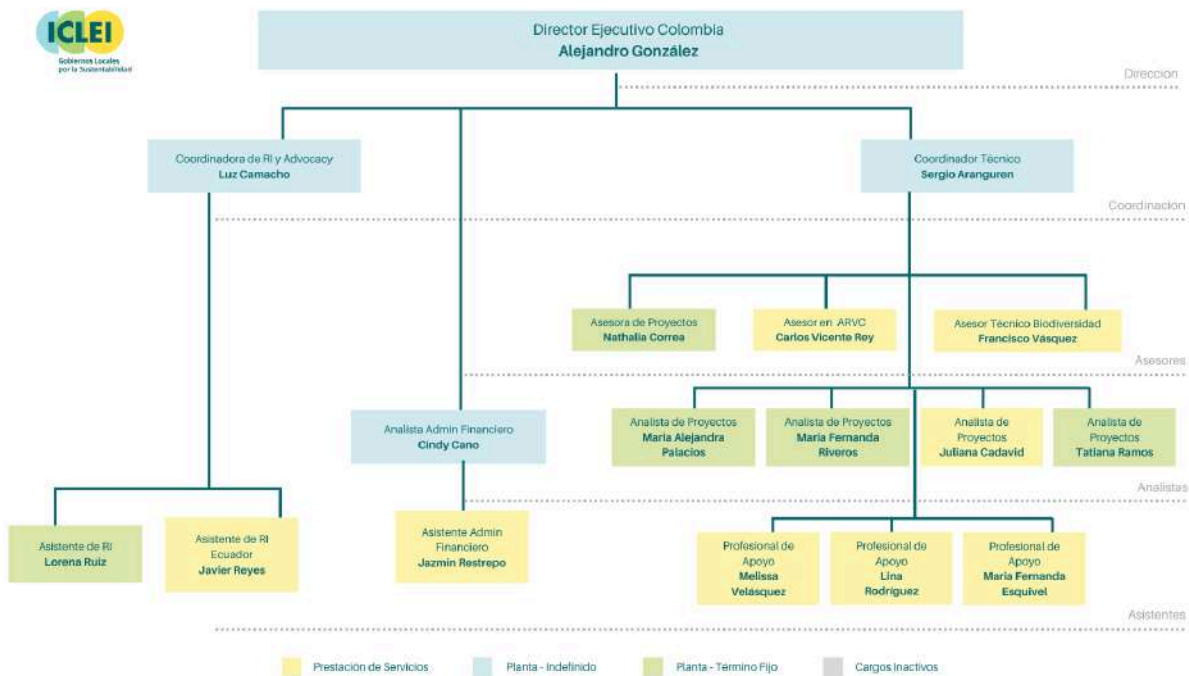 ICLEI
Gobiernos Locales
por la Sustentabilidad
Director Ejecutivo Colombia
Alejandro González
Dirección
Coordinadora de RI y Advocacy
Luz Camacho
Coordinador Técnico
Sergio Aranguren
Coordinación
Asesora de Proyectos
Nathalia Correa
Asesor en ARVC
Carlos Vicente Rey
Asesor Técnico Biodiversidad
Francisco Vásquez
Asesores
Analista Admin Financiero
Cindy Cano
Analista de Proyectos
Maria Alejandra
Palacios
Analista de Proyectos
Maria Fernanda
Riveros
Analista de
Proyectos
Juliana Cadavid
Analista de
Proyectos
Tatiana Ramos
Analistas
Asistente de RI
Lorena Ruiz
Asistente de RI
Ecuador
Javier Reyes
Asistente Admin
Financiero
Jazmin Restrepo
Profesional de
Apoyo
Melissa
Velásquez
Profesional de
Apoyo
Lina
Rodríguez
Profesional de
Apoyo
Maria Fernanda
Esquivel
Asistentes
Prestación de Servicios
Planta - Indefinido
Planta - Termino Fijo
Cargos Inactivos